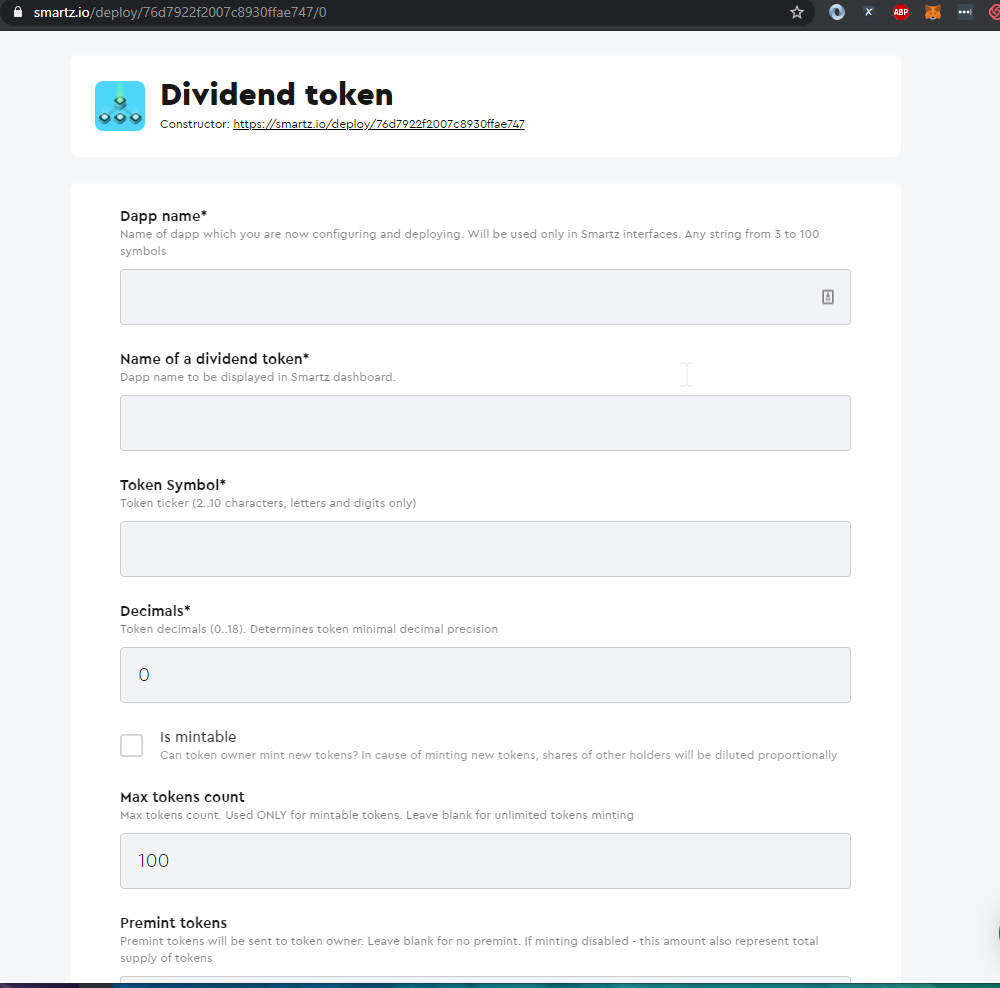 smartz.io/deploy/76d7922f2007c8930ffae747/0
ABP
Dividend token
Constructor: https://smartz.io/deploy/76d7922f2007c8930ffae747
Dapp name*
Name of dapp which you are now configuring and deploying. Will be used only in Smartz interfaces. Any string from 3 to 100
symbols
Name of a dividend token*
Dapp name to be displayed in Smartz dashboard.
Token Symbol*
Token ticker (2..10 characters, letters and digits only)
Decimals*
Token decimals (0..18). Determines token minimal decimal precision
0
Is mintable
Can token owner mint new tokens? In cause of minting new tokens, shares of other holders will be diluted proportionally
Max tokens count
Max tokens count. Used ONLY for mintable tokens. Leave blank for unlimited tokens minting
100
Premint tokens
Premint tokens will be sent to token owner. Leave blank for no premint. If minting disabled - this amount also represent total
supply of tokens